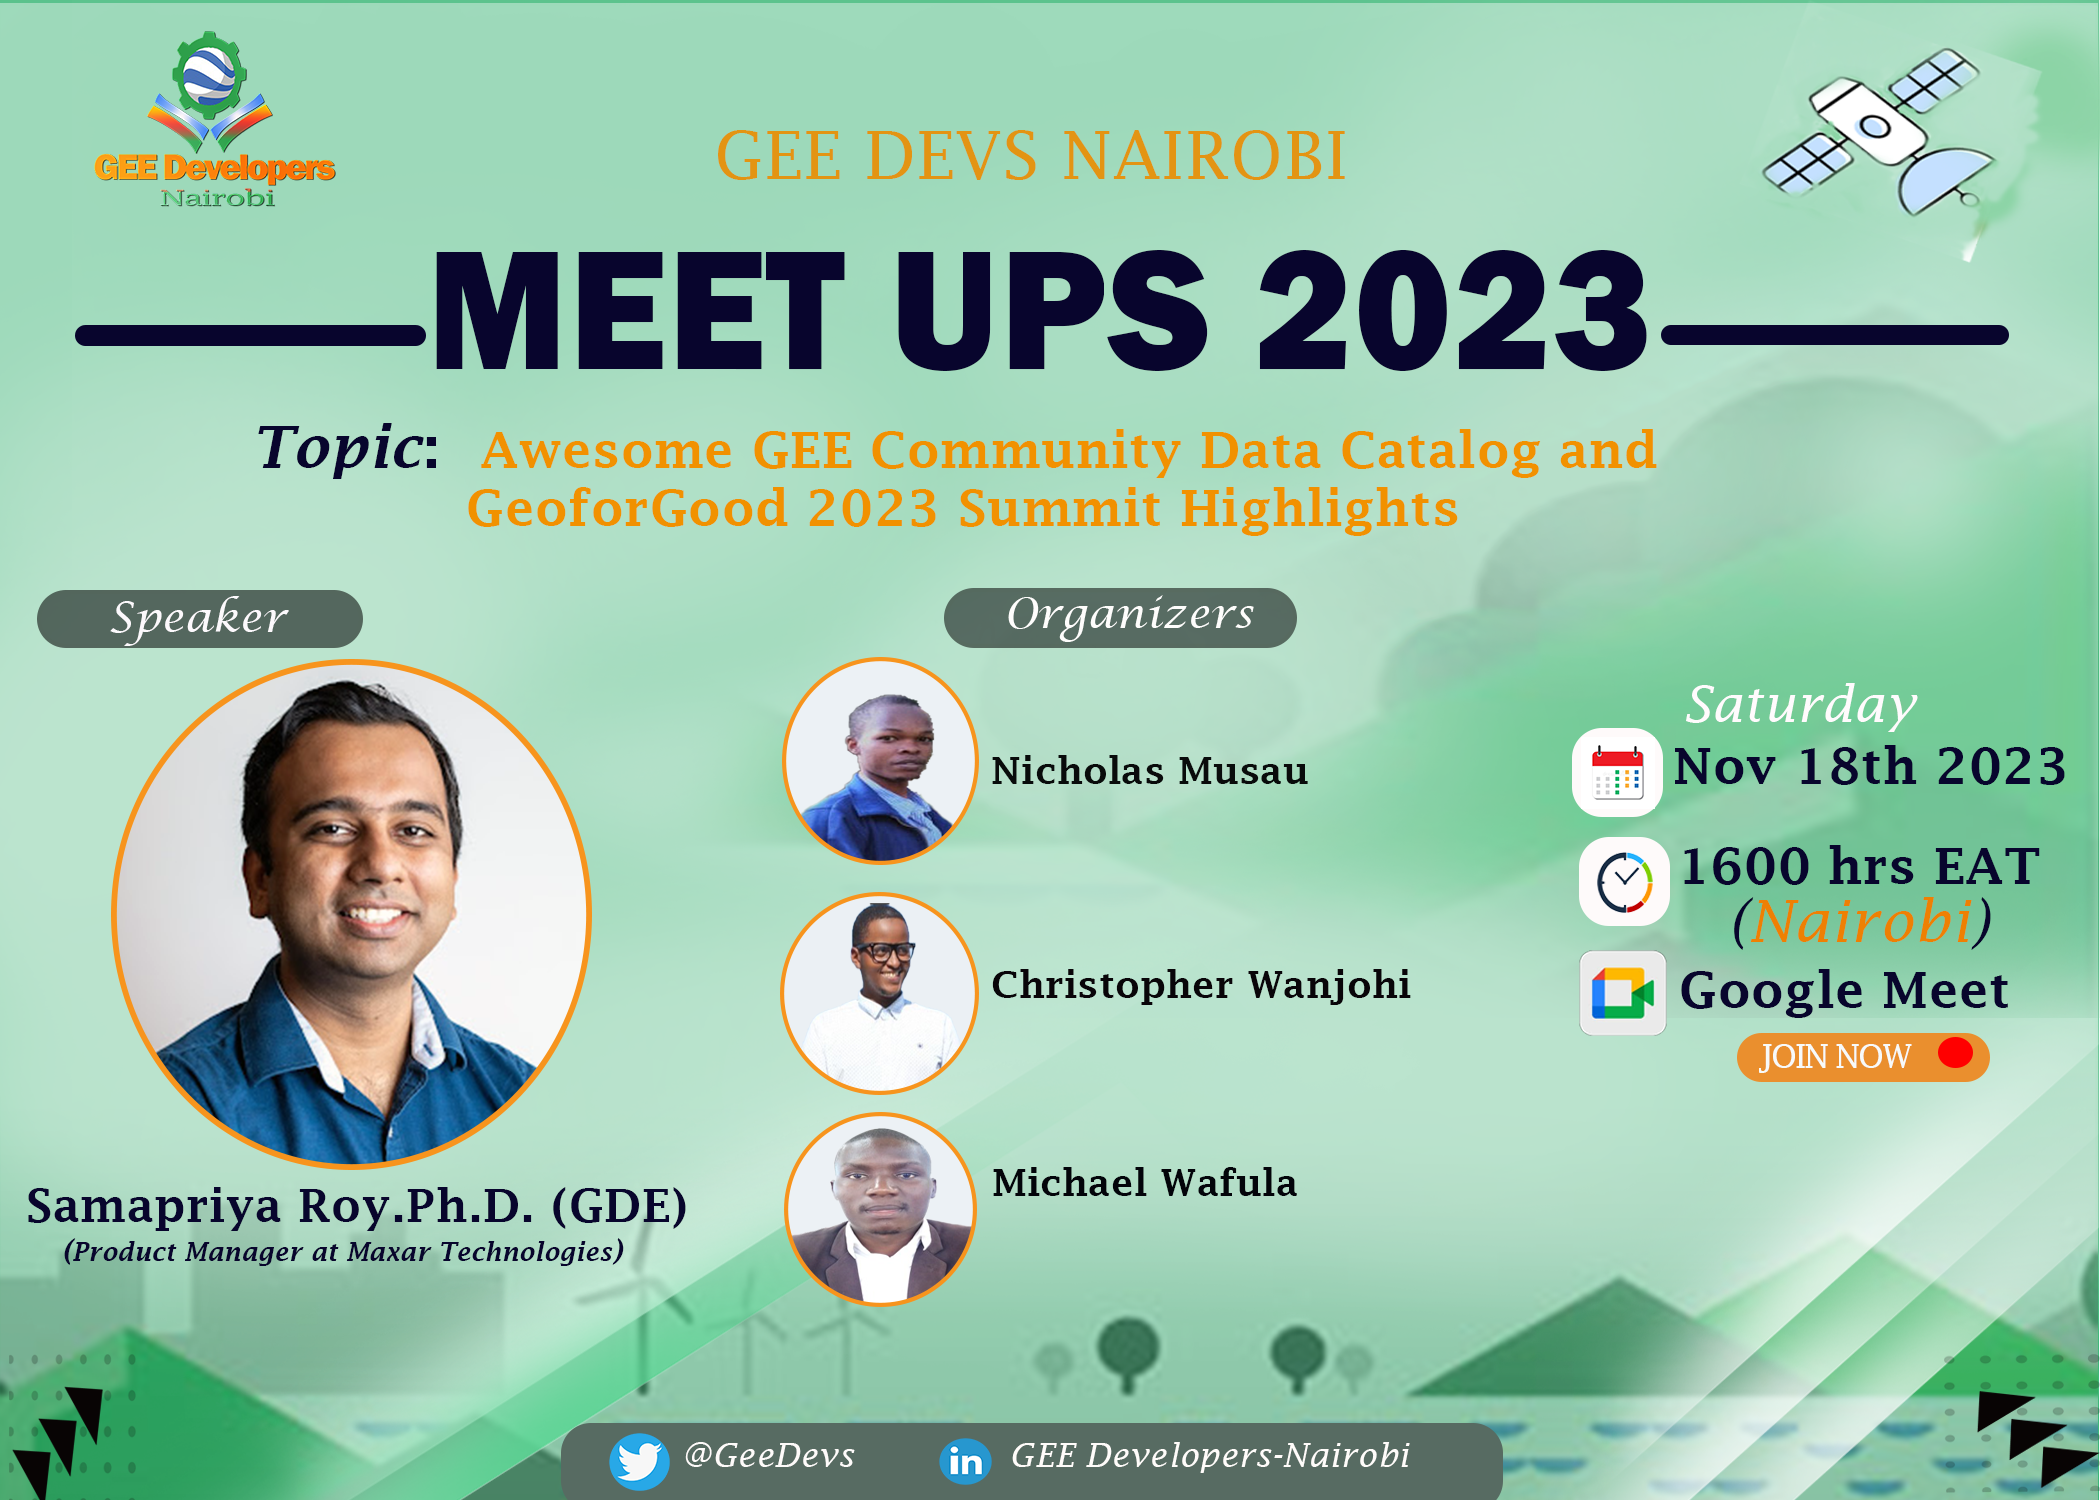 GEE Developers
Nairobi
GEE DEVS NAIROBI
MEET UPS 2023
Topic: Awesome GEE Community Data Catalog and
GeoforGood 2023 Summit Highlights
Speaker
Samapriya Roy.Ph.D. (GDE)
(Product Manager at Maxar Technologies)
Organizers
Nicholas Musau
Christopher Wanjohi
Michael Wafula
Saturday
Nov 18th 2023
1600 hrs EAT
(Nairobi)
Google Meet
JOIN NOW
@GeeDevs
in GEE Developers-Nairobi